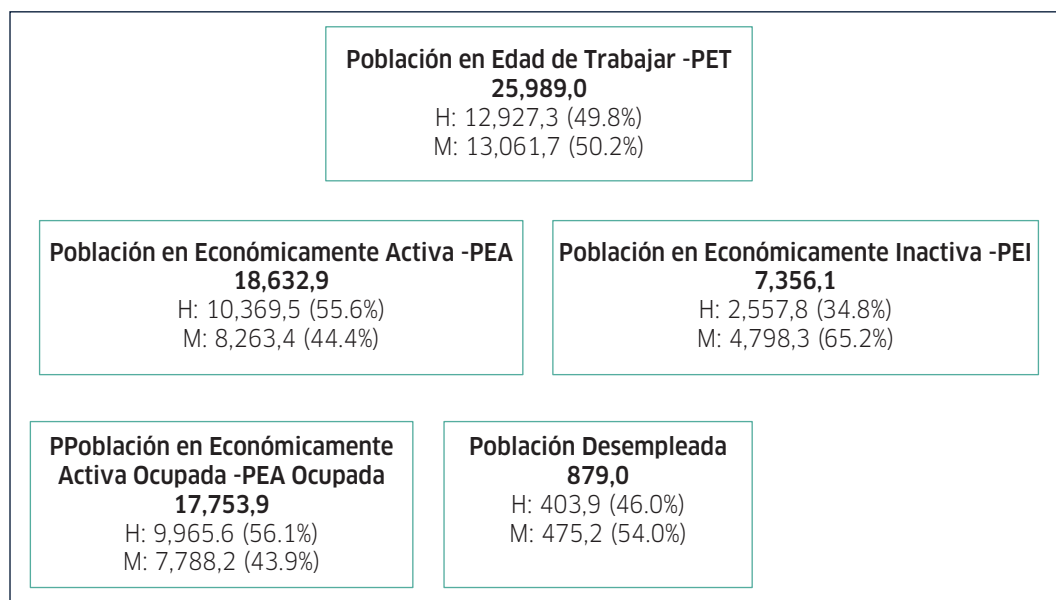 Población en Edad de Trabajar -PET
25,989,0
H: 12,927,3 (49.8%)
M: 13,061,7 (50.2%)
Población en Económicamente Activa -PEA
18,632,9
H: 10,369,5 (55.6%)
M: 8,263,4 (44.4%)
Población en Económicamente Inactiva -PEI
7,356,1
H: 2,557,8 (34.8%)
M: 4,798,3 (65.2%)
PPoblación en Económicamente
Activa Ocupada -PEA Ocupada
17,753,9
H: 9,965.6 (56.1%)
M: 7,788,2 (43.9%)
Población Desempleada
879,0
H: 403,9 (46.0%)
M: 475,2 (54.0%)